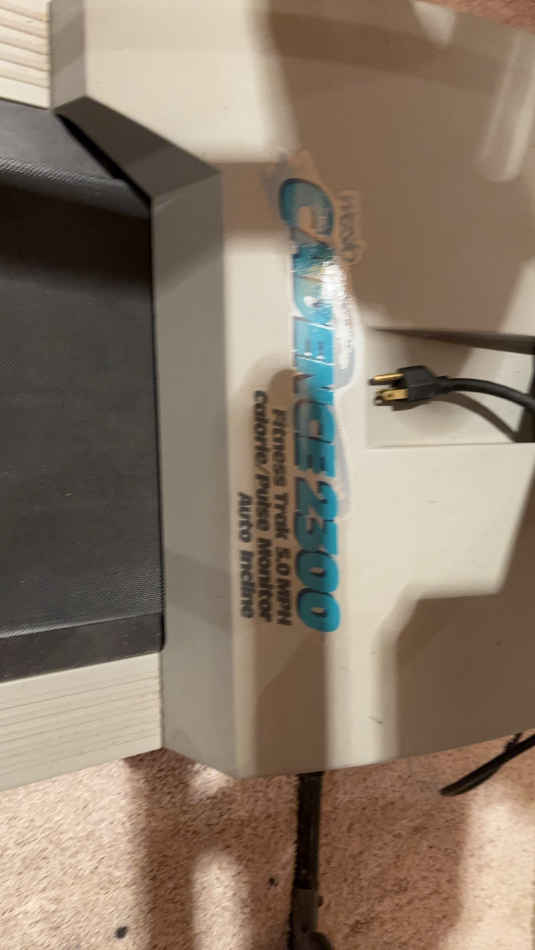 CADENCE 2300
Fitness Trak 5.0 MPH
Calorie/Pulse Monitor
Auto Incline